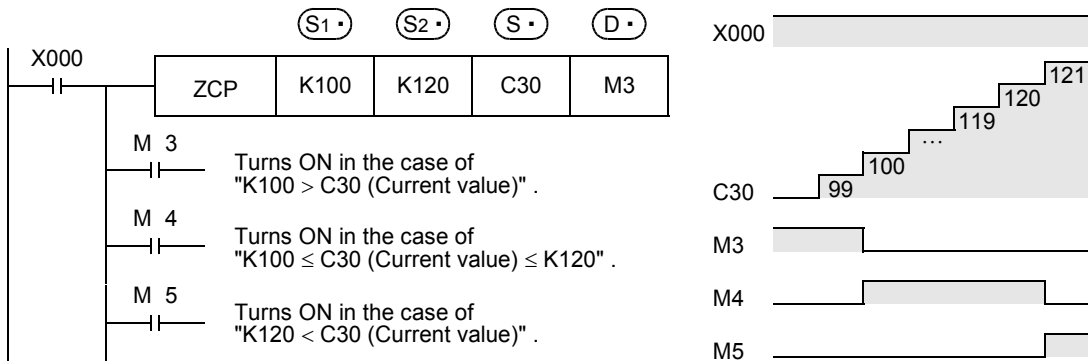 S1・ S2・ S・ D・
X000
ZCP K100 K120 C30 M3
M 3
Turns ON in the case of
"K100 > C30 (Current value)" .
M 4
Turns ON in the case of
"K100 ≤ C30 (Current value) ≤ K120" .
M 5
Turns ON in the case of
"K120 < C30 (Current value)" .
X000
121
120
119
…
100
99
C30
M3
M4
M5